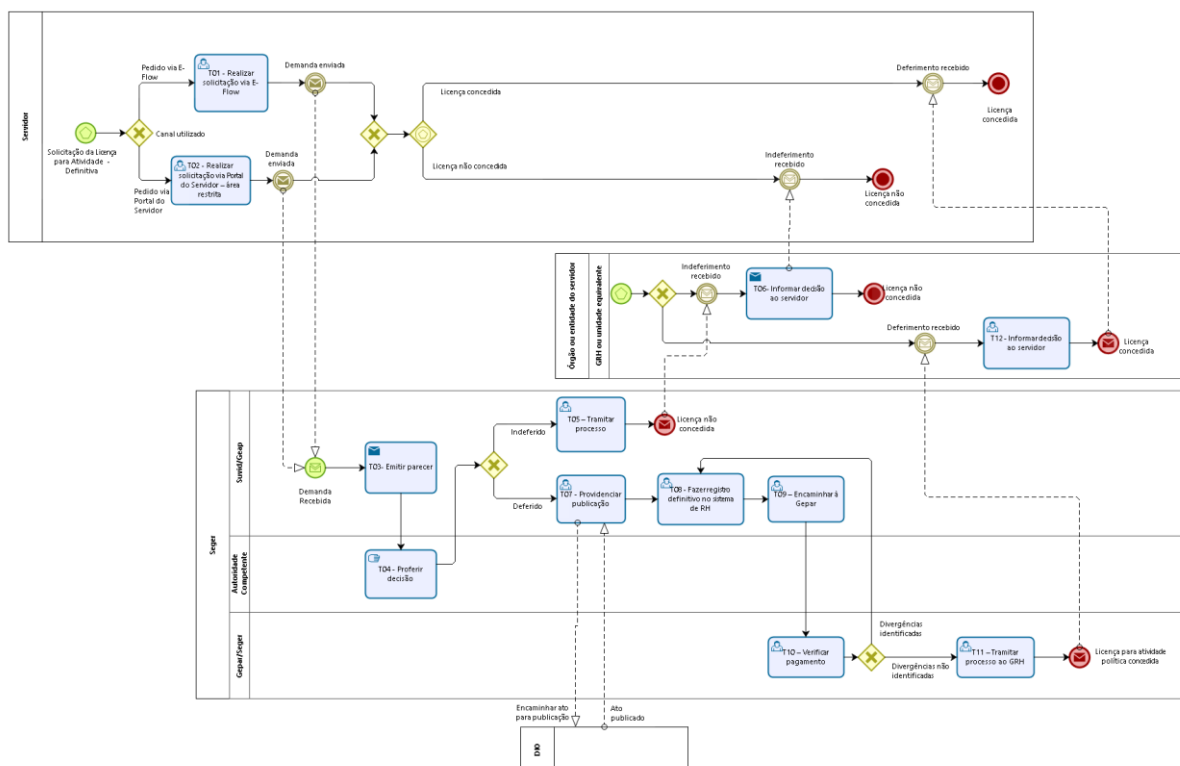 Servidor
Solicitação da Licença
para Atividade -
Definitiva
Pedido via E-
Flow
Canal utilizado
Pedido via
Portal do
Servidor
T01 - Realizar
solicitação via E-
Flow
Demanda enviada
T02 - Realizar
solicitação via Portal
do Servidor – área
restrita
Demanda
enviada
Licença concedida
Licença não concedida
Deferimento recebido
Licença
concedida
Indeferimento
recebido
Licença não
concedida
Órgão ou entidade do servidor
GRH ou unidade equivalente
Indeferimento
recebido
T06- Informar decisão
ao servidor
Licença não
concedida
Deferimento recebido
T12 - Informar decisão
ao servidor
Licença
concedida
Seger
Suvid/Geap
Demanda
Recebida
T03- Emitir parecer
Indeferido
Deferido
T05 – Tramitar
processo
Licença não
concedida
T07 - Providenciar
publicação
T08 - Fazer registro
definitivo no sistema
de RH
T09 – Encaminhar à
Gepar
Autoridade
Competente
T04 – Proferir
decisão
Gepar/Seger
T10 – Verificar
pagamento
Divergências
identificadas
Divergências não
identificadas
T11 – Tramitar
processo ao GRH
Licença para atividade
política concedida
Encaminhar ato
para publicação
Ato
publicado
DIO